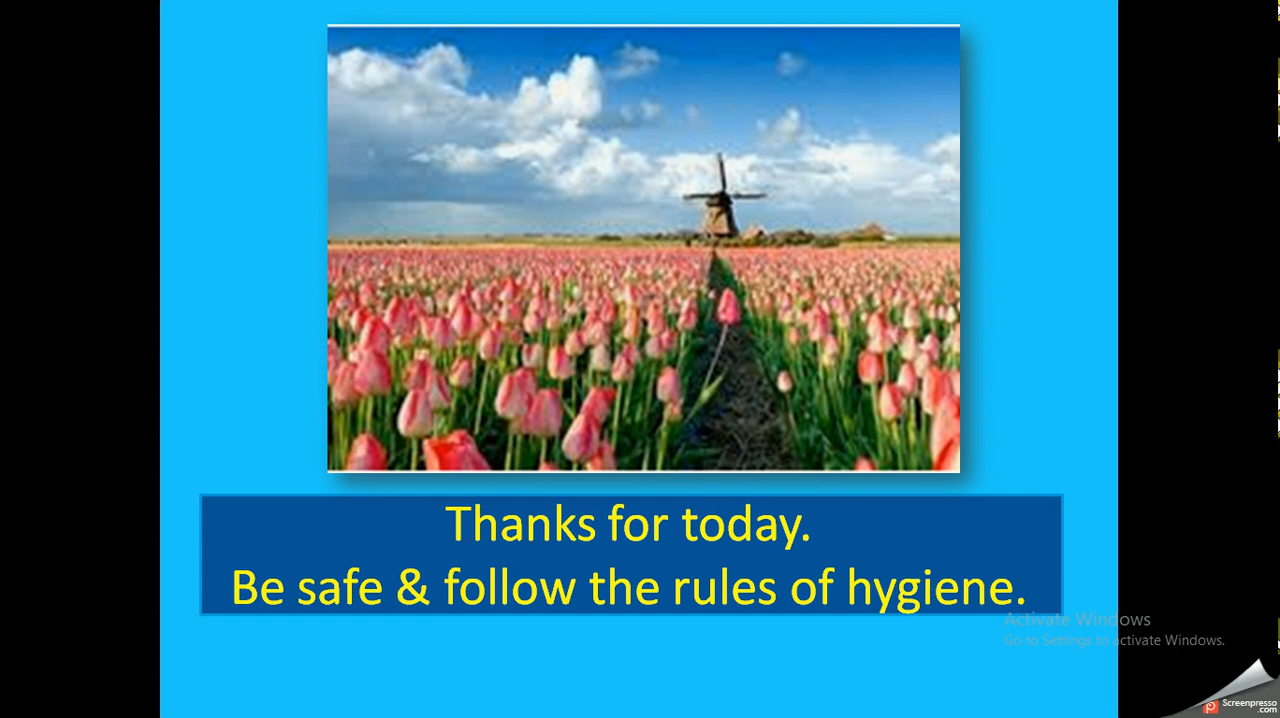 Thanks for today.
Be safe & follow the rules of hygiene.
Activate Windows
Go to Settings to activate Windows.
Screenpresso
.com